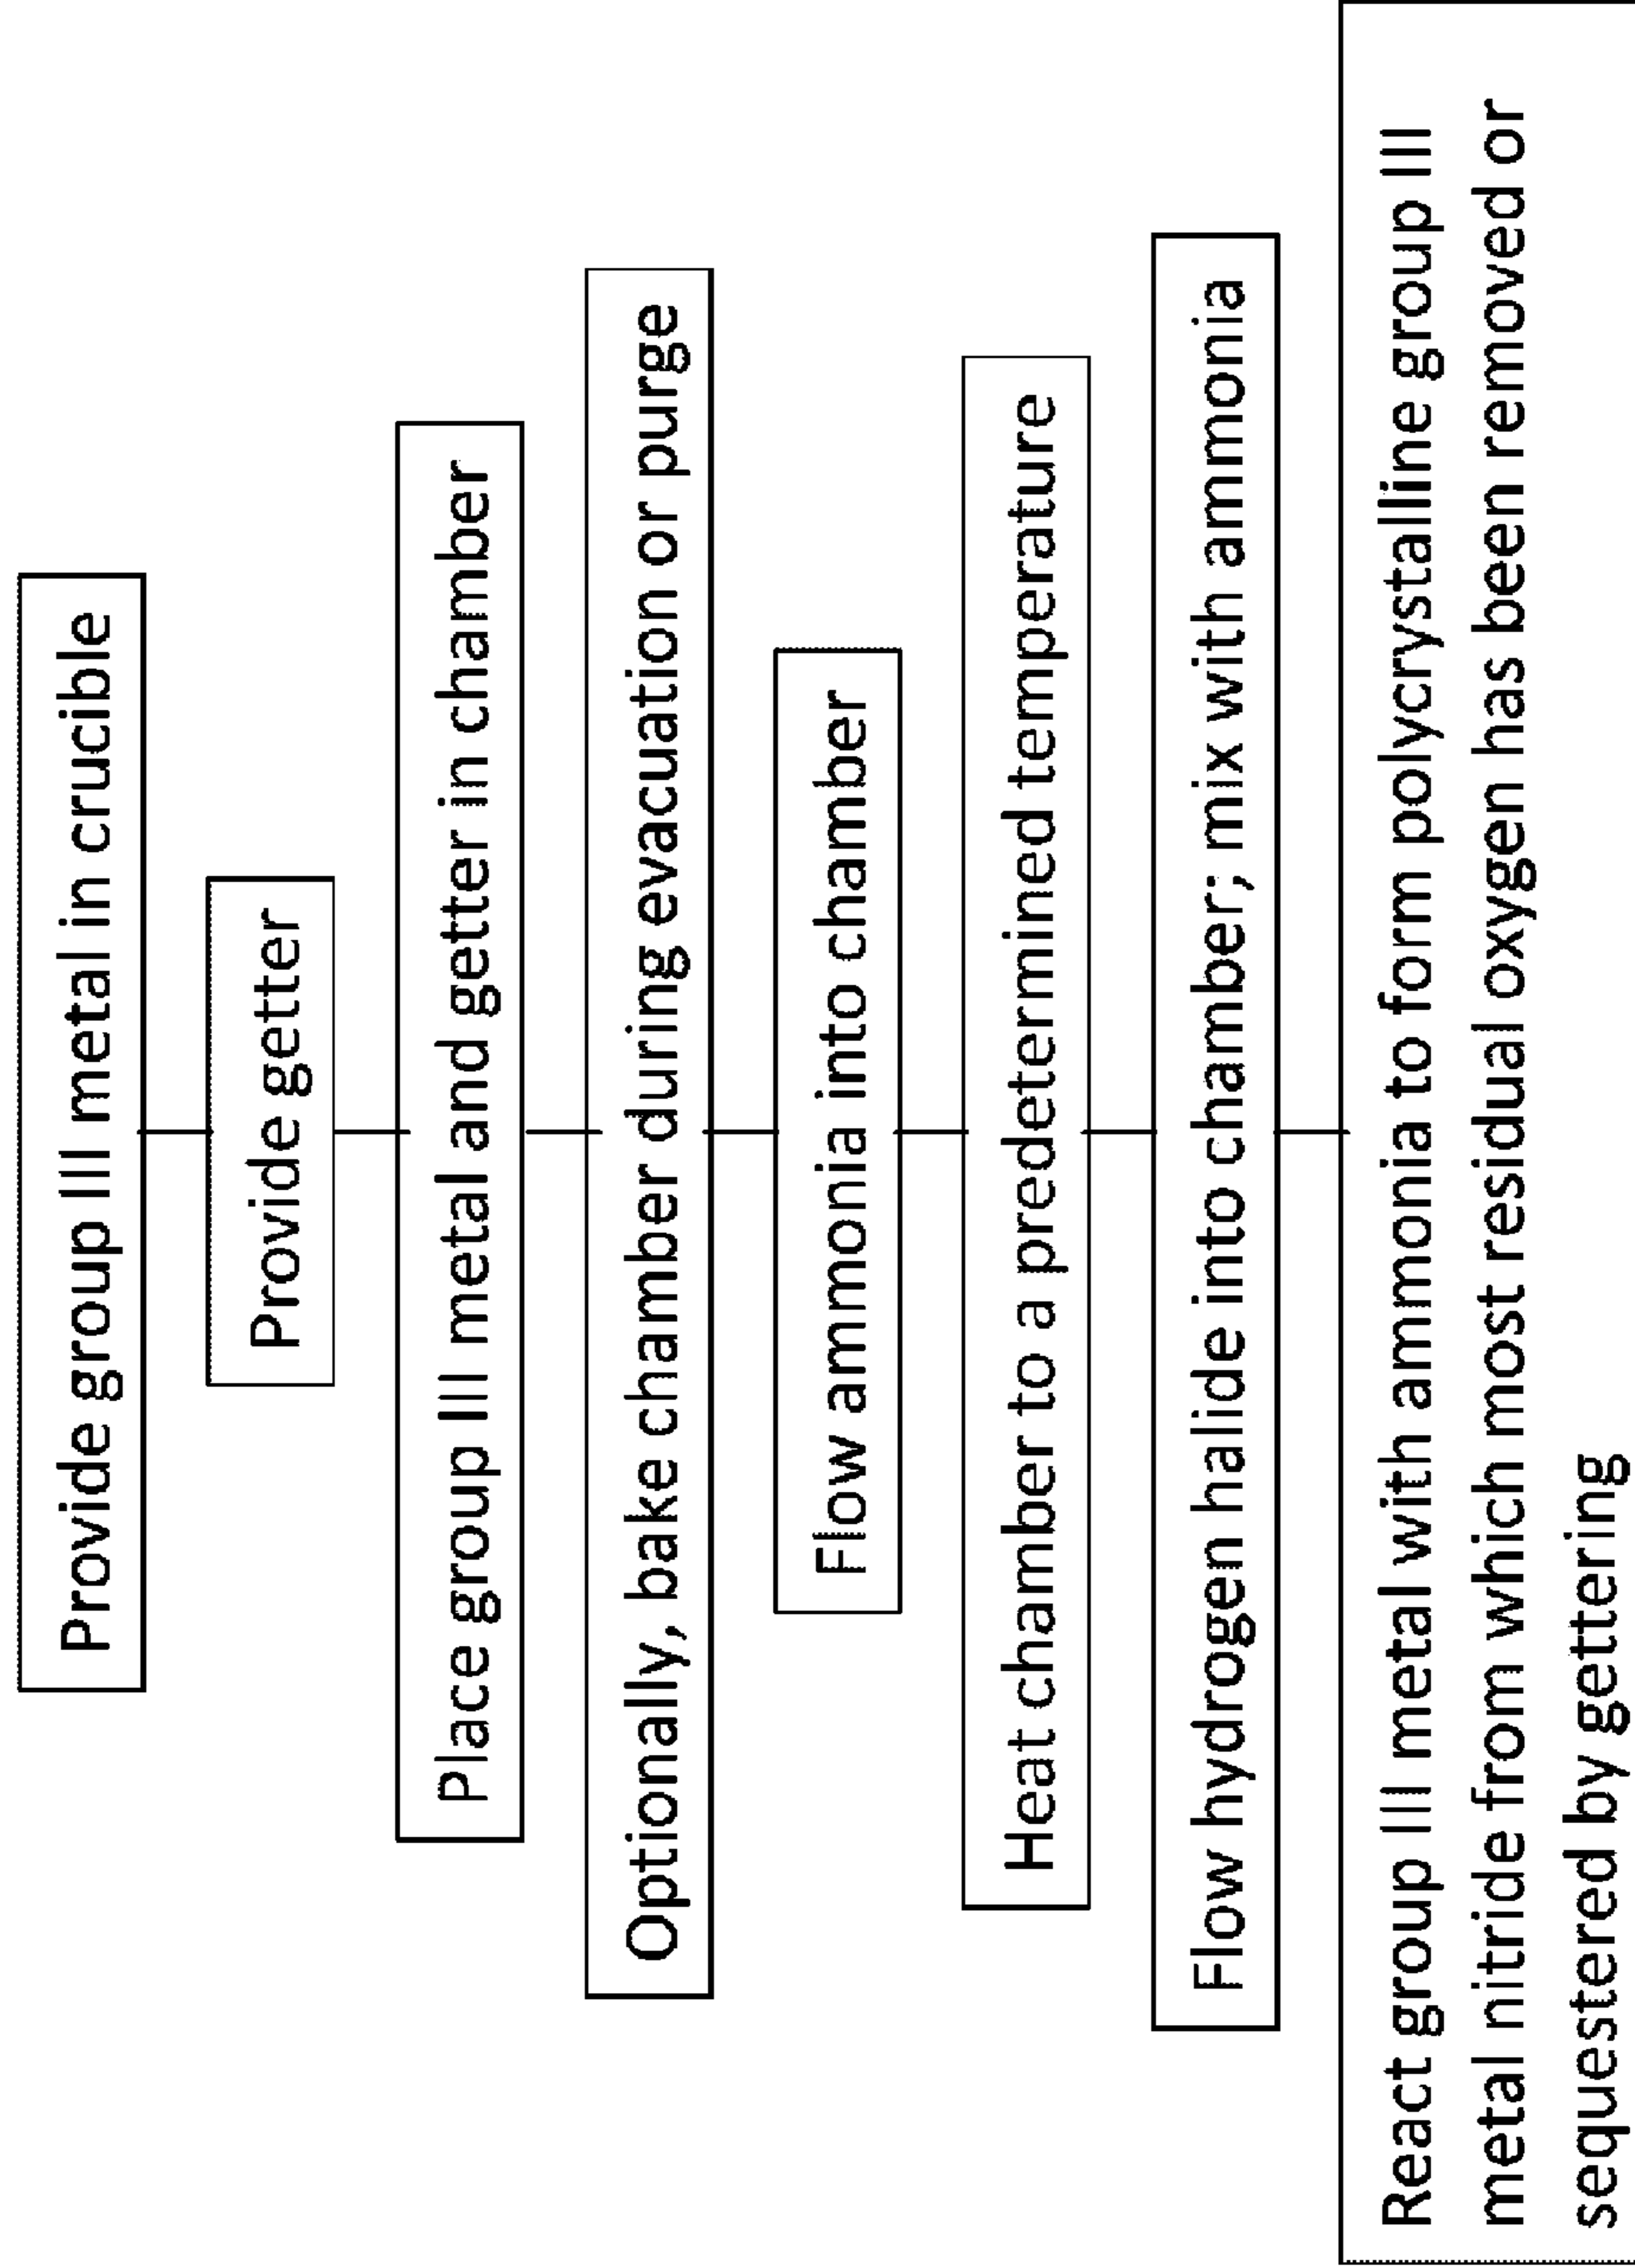 Provide group III metal in crucible
Provide getter
Place group III metal and getter in chamber
Optionally, bake chamber during evacuation or purge
Flow ammonia into chamber
Heat chamber to a predetermined temperature
Flow hydrogen halide into chamber; mix with ammonia
React group III metal with ammonia to form polycrystalline group III
metal nitride from which most residual oxygen has been removed or
sequestered by gettering